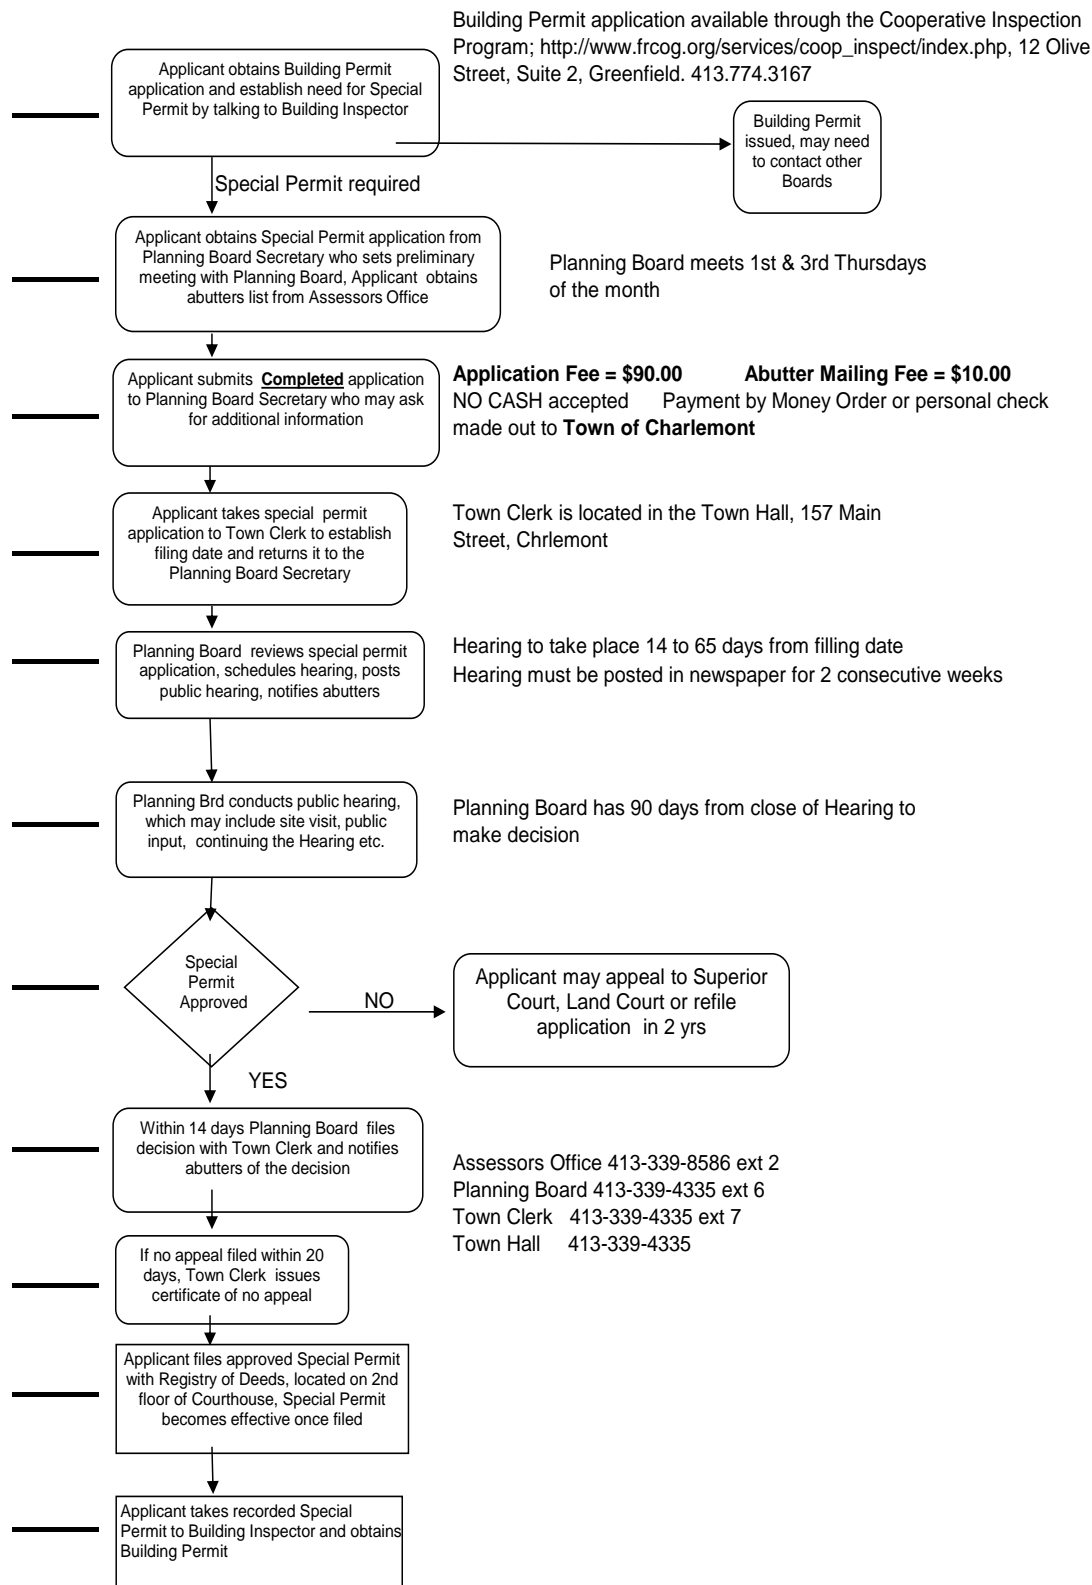 Building Permit application available through the Cooperative Inspection
Program; http://www.frcog.org/services/coop_inspect/index.php, 12 Olive
Street, Suite 2, Greenfield. 413.774.3167
Applicant obtains Building Permit
application and establish need for Special
Permit by talking to Building Inspector
Building Permit
issued, may need
to contact other
Boards
Special Permit required
Applicant obtains Special Permit application from
Planning Board Secretary who sets preliminary
meeting with Planning Board, Applicant obtains
abutters list from Assessors Office
Planning Board meets 1st & 3rd Thursdays
of the month
Applicant submits Completed application
to Planning Board Secretary who may ask
for additional information
Application Fee = $90.00 Abutter Mailing Fee = $10.00
NO CASH accepted Payment by Money Order or personal check
made out to Town of Charlemont
Applicant takes special permit
application to Town Clerk to establish
filing date and returns it to the
Planning Board Secretary
Town Clerk is located in the Town Hall, 157 Main
Street, Chrlemont
Planning Board reviews special permit
application, schedules hearing, posts
public hearing, notifies abutters
Hearing to take place 14 to 65 days from filling date
Hearing must be posted in newspaper for 2 consecutive weeks
Planning Brd conducts public hearing,
which may include site visit, public
input, continuing the Hearing etc.
Planning Board has 90 days from close of Hearing to
make decision
Special
Permit
Approved
NO
Applicant may appeal to Superior
Court, Land Court or refile
application in 2 yrs
YES
Within 14 days Planning Board files
decision with Town Clerk and notifies
abutters of the decision
Assessors Office 413-339-8586 ext 2
Planning Board 413-339-4335 ext 6
Town Clerk 413-339-4335 ext 7
Town Hall 413-339-4335
If no appeal filed within 20
days, Town Clerk issues
certificate of no appeal
Applicant files approved Special Permit
with Registry of Deeds, located on 2nd
floor of Courthouse, Special Permit
becomes effective once filed
Applicant takes recorded Special
Permit to Building Inspector and obtains
Building Permit